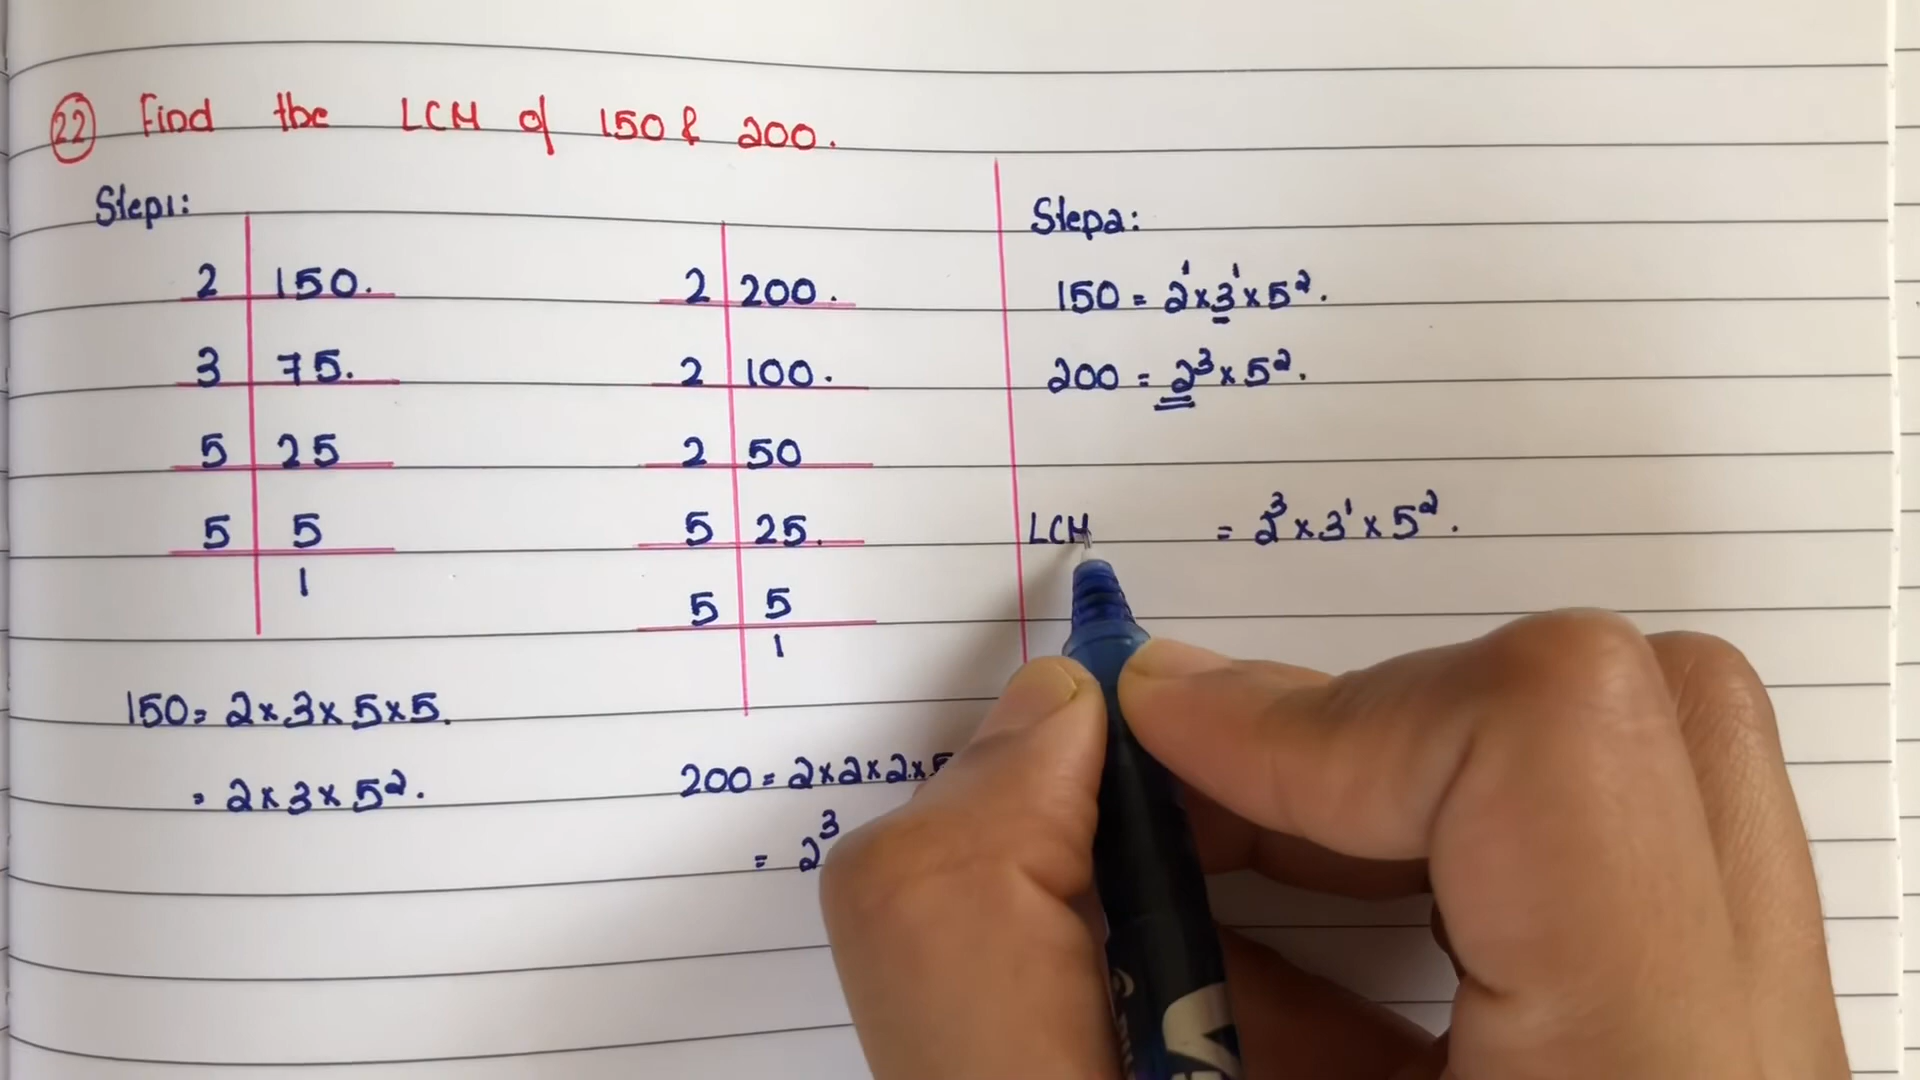 22 Find the LCM of 150 & 200.
Step1:
2 150.
3 75.
5 25
5 5
1
150 = 2×3×5×5.
= 2×3×5².
2 200.
2 100.
2 50
5 25.
5 5
1
200 = 2×2×2×5
= 2³
Step2:
150 = 2¹×3¹×5².
200 = 2³×5².
LCM = 2³×3¹×5².